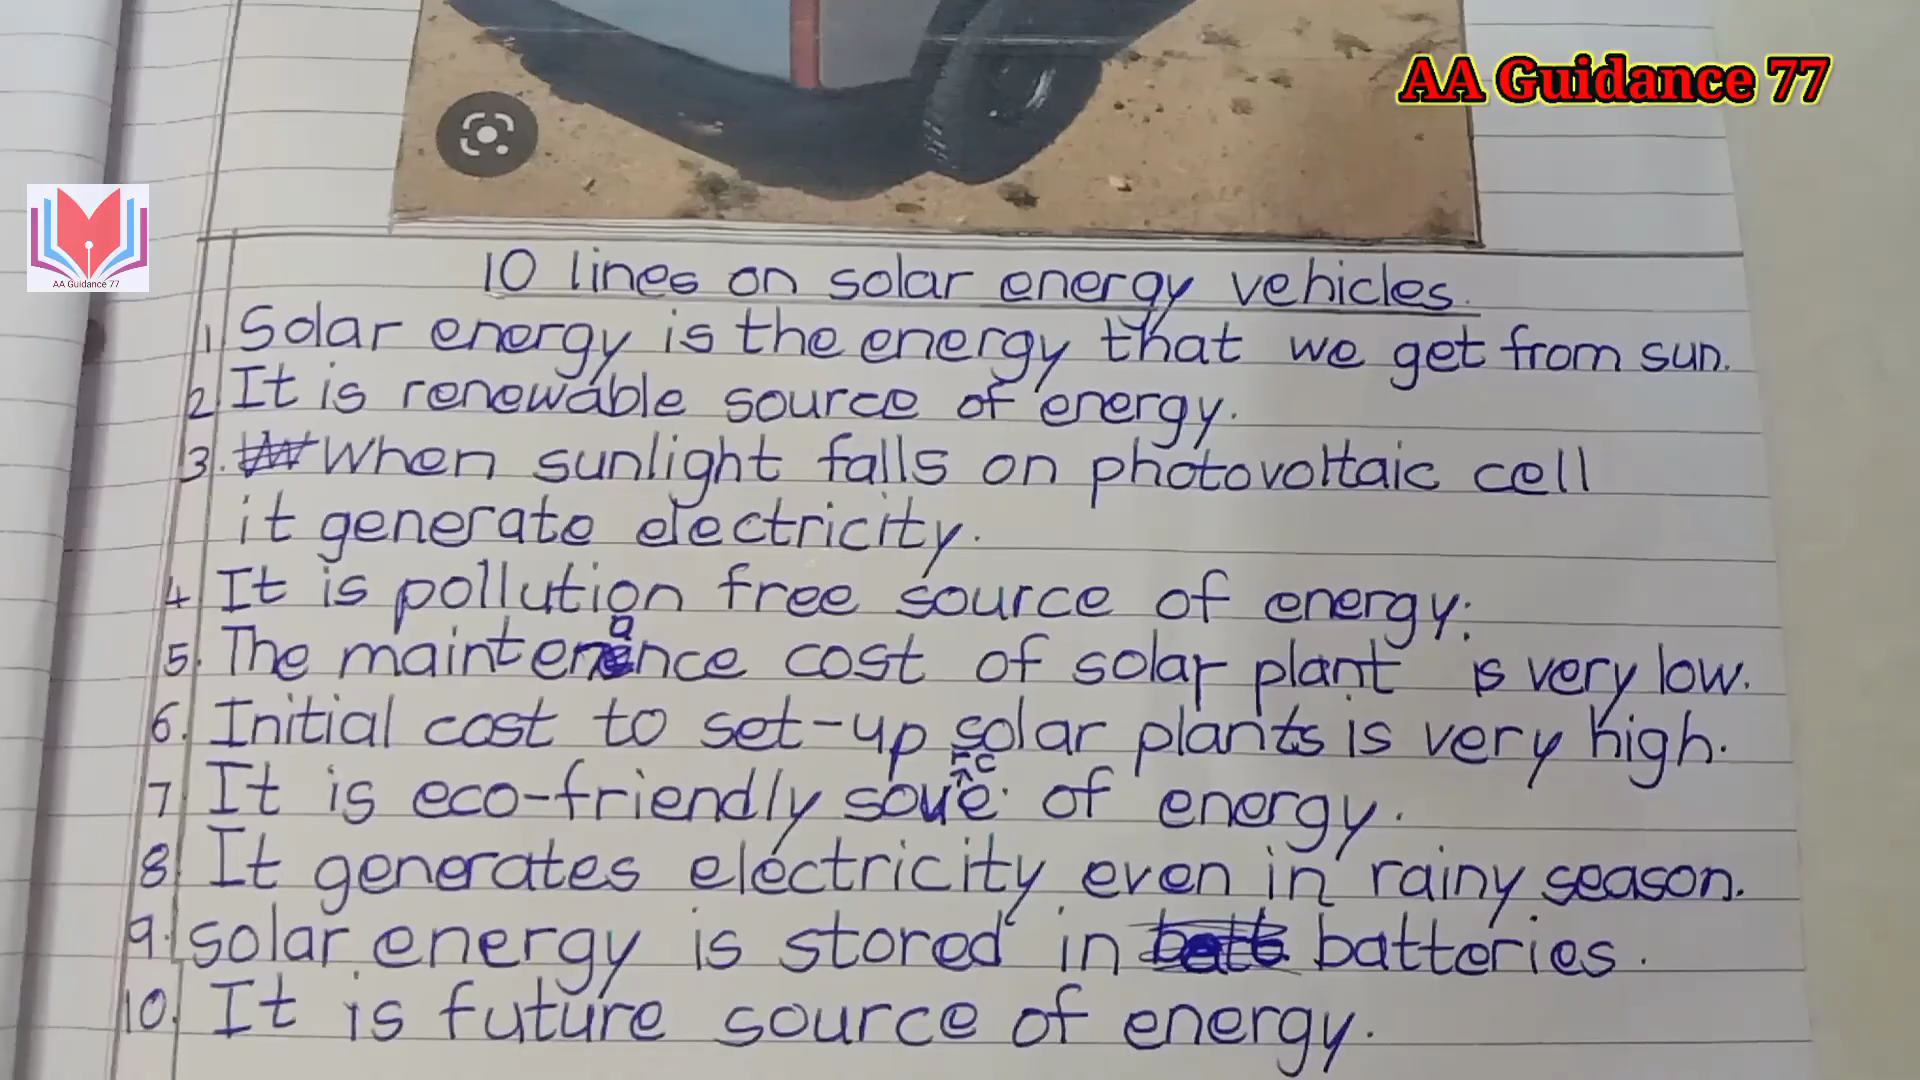 AA Guidance 77
AA Guidance 77
10 lines on solar energy vehicles.
1 Solar energy is the energy that we get from sun.
2 It is renewable source of energy.
3. When sunlight falls on photovoltaic cell
it generate electricity.
4. It is pollution free source of energy.
5. The maintenance cost of solar plant is very low.
6. Initial cost to set-up solar plants is very high.
7 It is eco-friendly source of energy.
8 It generates electricity even in rainy season.
9. solar energy is stored in batteries.
10. It is future source of energy.